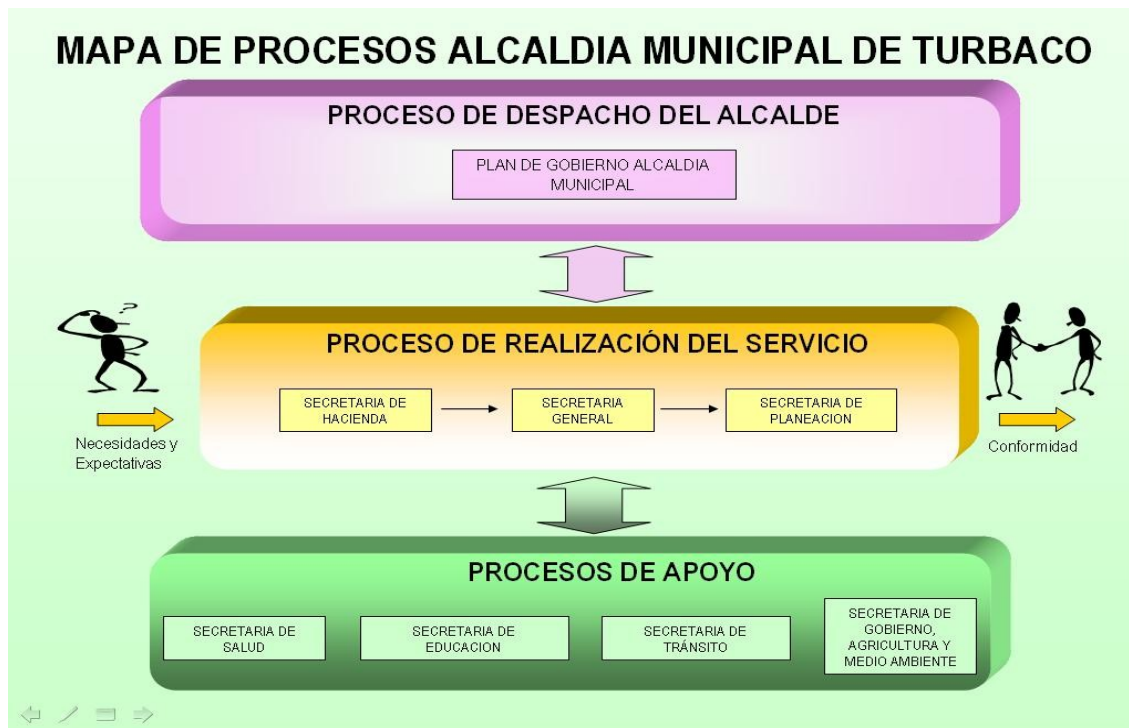 MAPA DE PROCESOS ALCALDIA MUNICIPAL DE TURBACO
PROCESO DE DESPACHO DEL ALCALDE
PLAN DE GOBIERNO ALCALDIA
MUNICIPAL
?
PROCESO DE REALIZACIÓN DEL SERVICIO
SECRETARIA DE
HACIENDA
SECRETARIA
GENERAL
SECRETARIA DE
PLANEACION
Necesidades y
Expectativas
Conformidad
PROCESOS DE APOYO
SECRETARIA DE
SALUD
SECRETARIA DE
EDUCACION
SECRETARIA DE
TRÁNSITO
SECRETARIA DE
GOBIERNO,
AGRICULTURA Y
MEDIO AMBIENTE